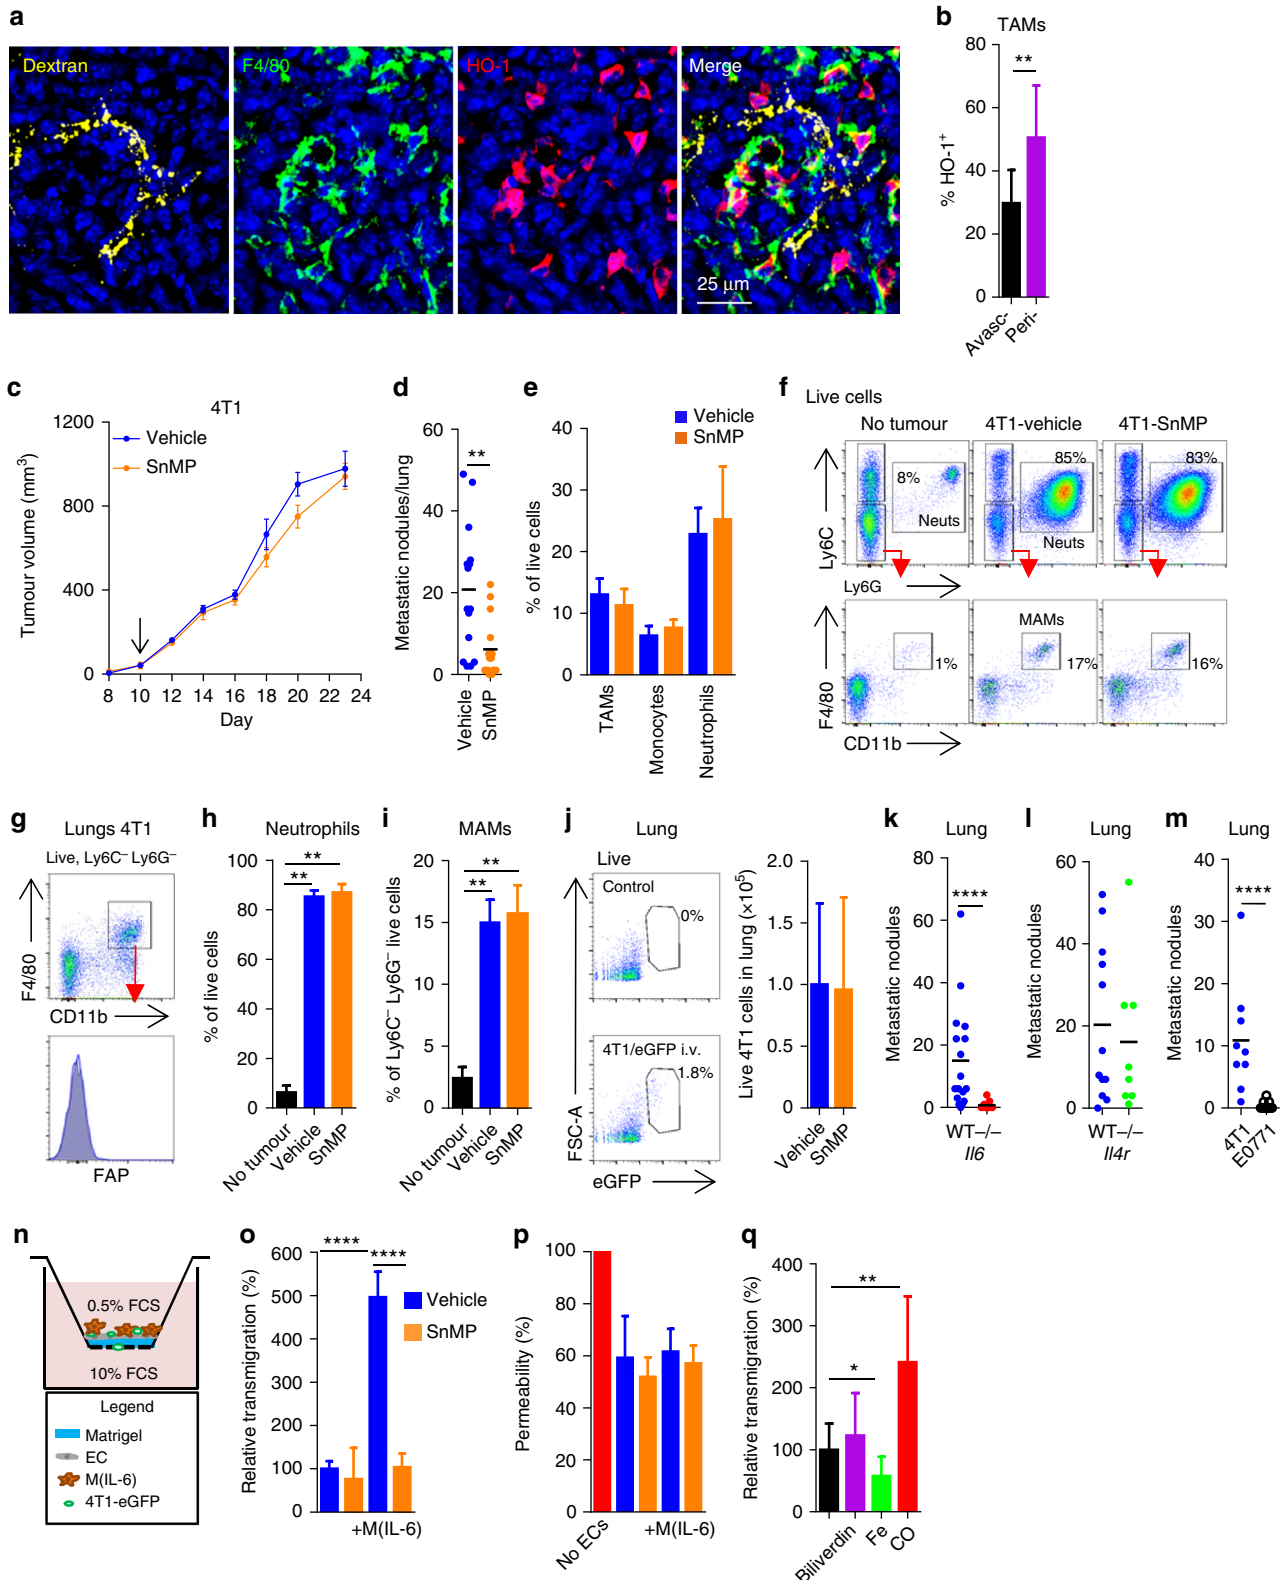 a
Dextran
F4/80
HO-1
Merge
25 μm
b
TAMs
**
% HO-1+
80
60
40
20
0
Avasc-
Peri-
c
4T1
Vehicle
SnMP
Tumour volume (mm3)
1200
800
400
0
8 10 12 14 16 18 20 22 24
Day
d
**
Metastatic nodules/lung
60
40
20
0
Vehicle
SnMP
e
Vehicle
SnMP
% of live cells
40
30
20
10
0
TAMs
Monocytes
Neutrophils
f
Live cells
No tumour
4T1-vehicle
4T1-SnMP
8%
Neuts
85%
Neuts
83%
Ly6C
Ly6G
1%
MAMs
17%
16%
F4/80
CD11b
g
Lungs 4T1
Live, Ly6C– Ly6G–
F4/80
CD11b
FAP
h
Neutrophils
**
**
% of live cells
100
80
60
40
20
0
No tumour
Vehicle
SnMP
i
MAMs
**
**
% of Ly6C– Ly6G– live cells
20
15
10
5
0
No tumour
Vehicle
SnMP
j
Lung
Live
Control
0%
4T1/eGFP i.v.
1.8%
FSC-A
eGFP
Live 4T1 cells in lung (×105)
2.0
1.5
1.0
0.5
0
Vehicle
SnMP
k
Lung
****
Metastatic nodules
80
60
40
20
0
WT –/–
Il6
l
Lung
Metastatic nodules
60
40
20
0
WT –/–
Il4r
m
Lung
****
Metastatic nodules
40
30
20
10
0
4T1
E0771
n
0.5% FCS
10% FCS
Legend
Matrigel
EC
M(IL-6)
4T1-eGFP
o
****
****
Vehicle
SnMP
Relative transmigration (%)
600
500
400
300
200
100
0
+M(IL-6)
p
Permeability (%)
100
80
60
40
20
0
No ECs
+M(IL-6)
q
**
*
Relative transmigration (%)
400
300
200
100
0
Biliverdin
Fe
CO